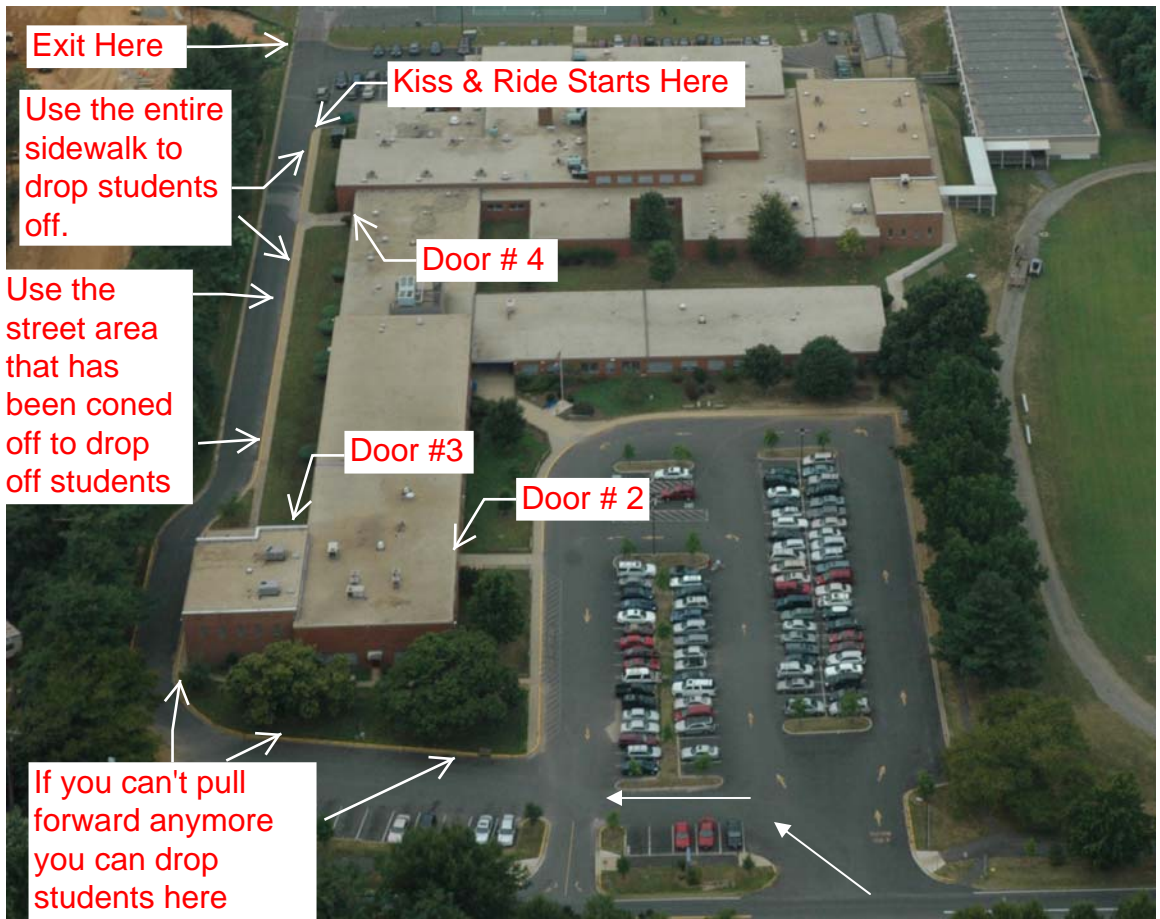 Exit Here
Kiss & Ride Starts Here
Use the entire
sidewalk to
drop students
off.
Door # 4
Use the
street area
that has
been coned
off to drop
off students
Door #3
Door # 2
If you can't pull
forward anymore
you can drop
students here